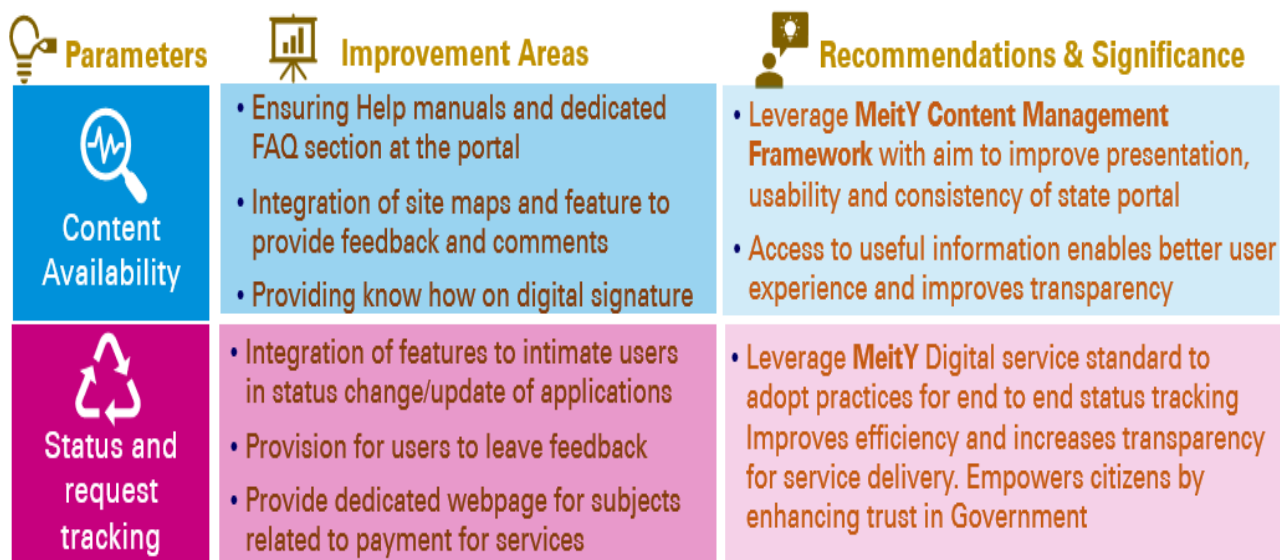 Parameters
Improvement Areas
Recommendations & Significance
Content
Availability
• Ensuring Help manuals and dedicated
FAQ section at the portal
• Integration of site maps and feature to
provide feedback and comments
• Providing know how on digital signature
• Leverage MeitY Content Management
Framework with aim to improve presentation,
usability and consistency of state portal
• Access to useful information enables better user
experience and improves transparency
Status and
request
tracking
• Integration of features to intimate users
in status change/update of applications
• Provision for users to leave feedback
• Provide dedicated webpage for subjects
related to payment for services
• Leverage MeitY Digital service standard to
adopt practices for end to end status tracking
Improves efficiency and increases transparency
for service delivery. Empowers citizens by
enhancing trust in Government